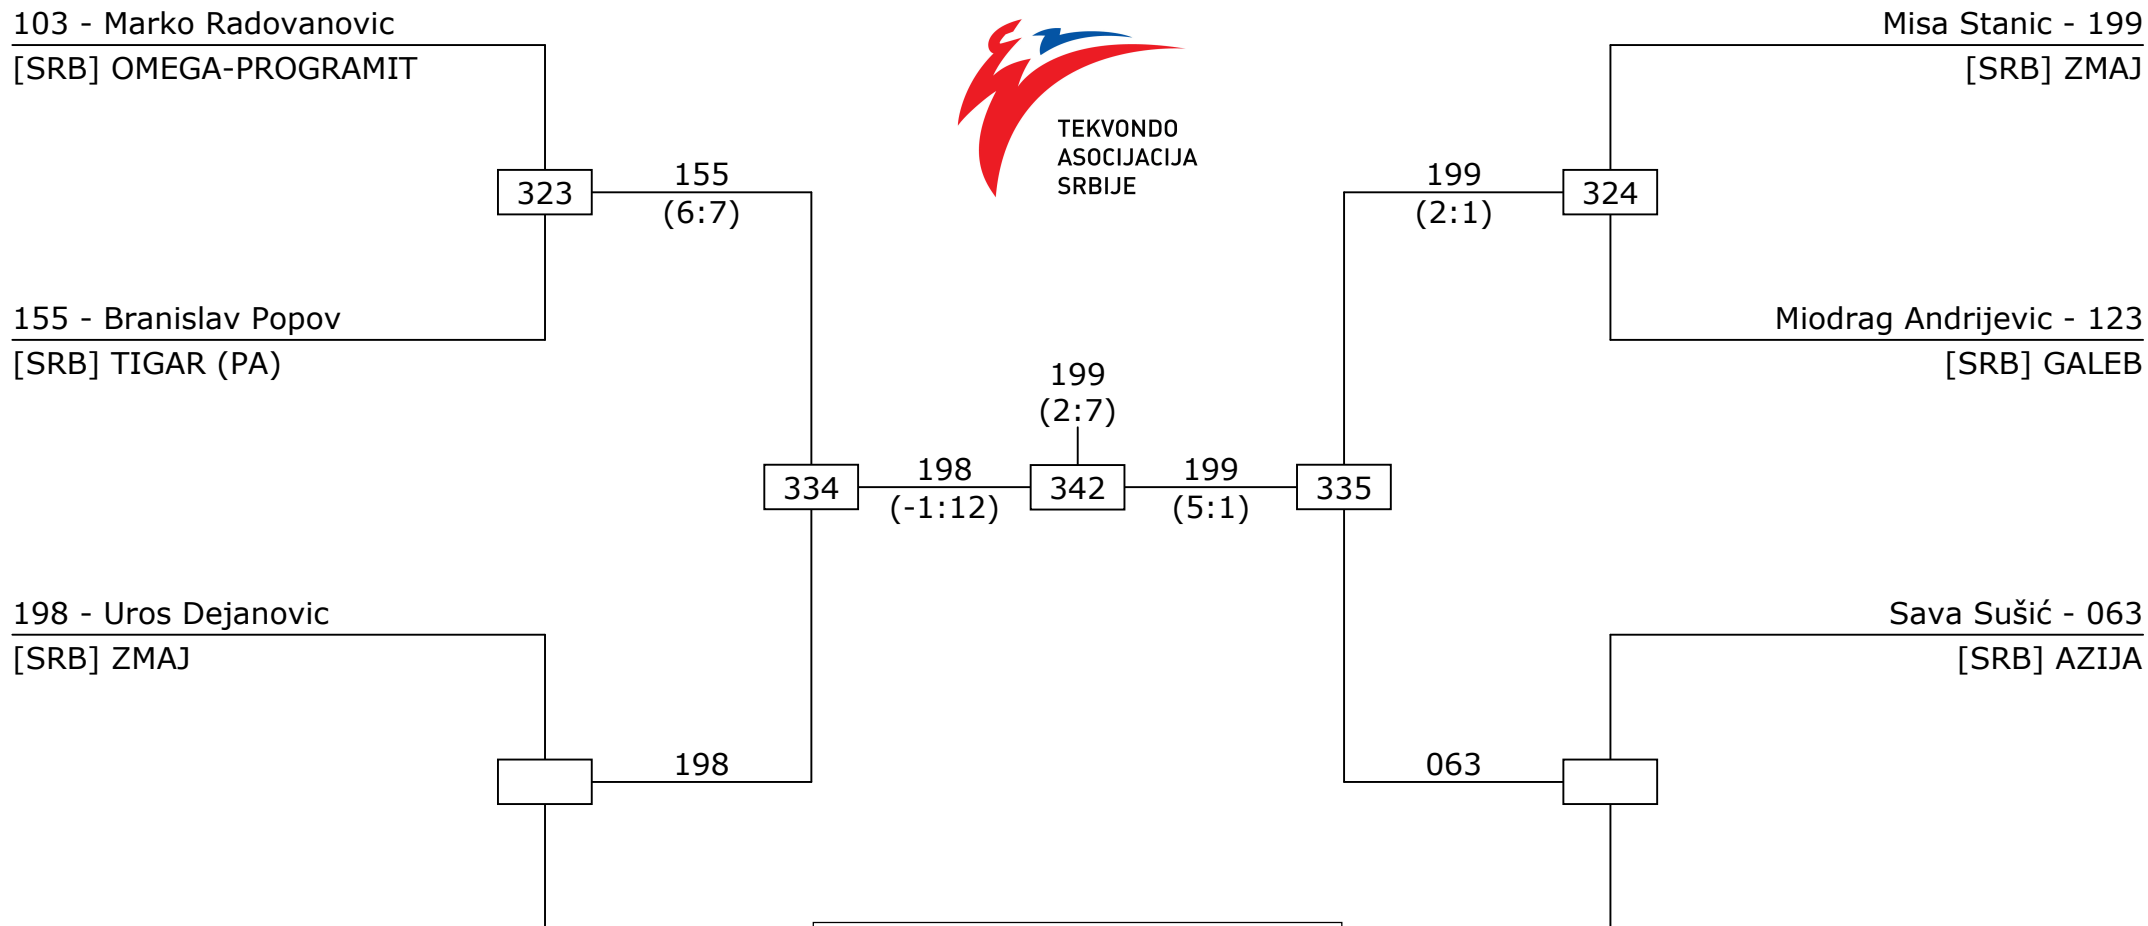 103 - Marko Radovanovic
[SRB] OMEGA-PROGRAMIT
Misa Stanic - 199
[SRB] ZMAJ
TEKVONDO
ASOCIJACIJA
SRBIJE
323
155
(6:7)
199
(2:1)
324
155 - Branislav Popov
[SRB] TIGAR (PA)
Miodrag Andrijevic - 123
[SRB] GALEB
199
(2:7)
334
198
(-1:12)
342
199
(5:1)
335
198 - Uros Dejanovic
[SRB] ZMAJ
Sava Sušić - 063
[SRB] AZIJA
198
063